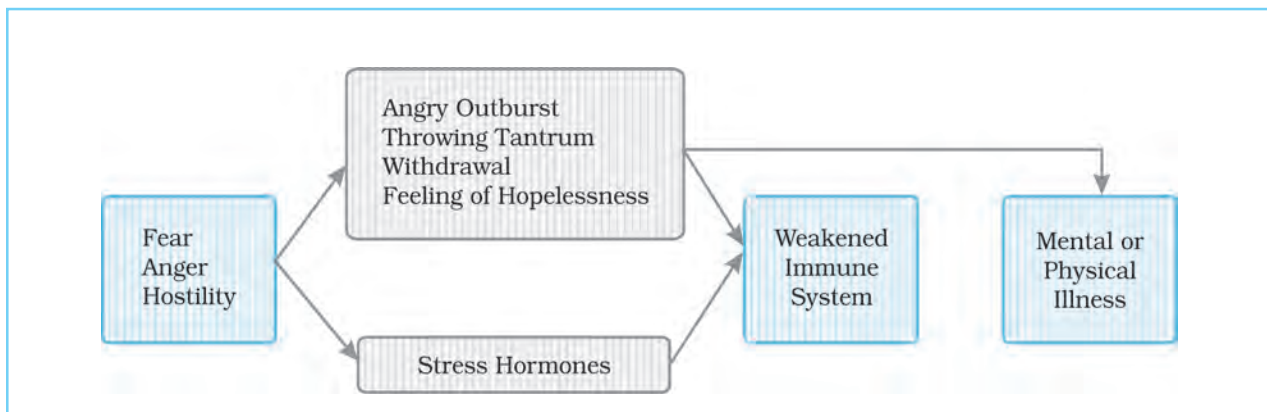 Angry Outburst
Throwing Tantrum
Withdrawal
Feeling of Hopelessness
Fear
Anger
Hostility
Stress Hormones
Weakened
Immune
System
Mental or
Physical
Illness